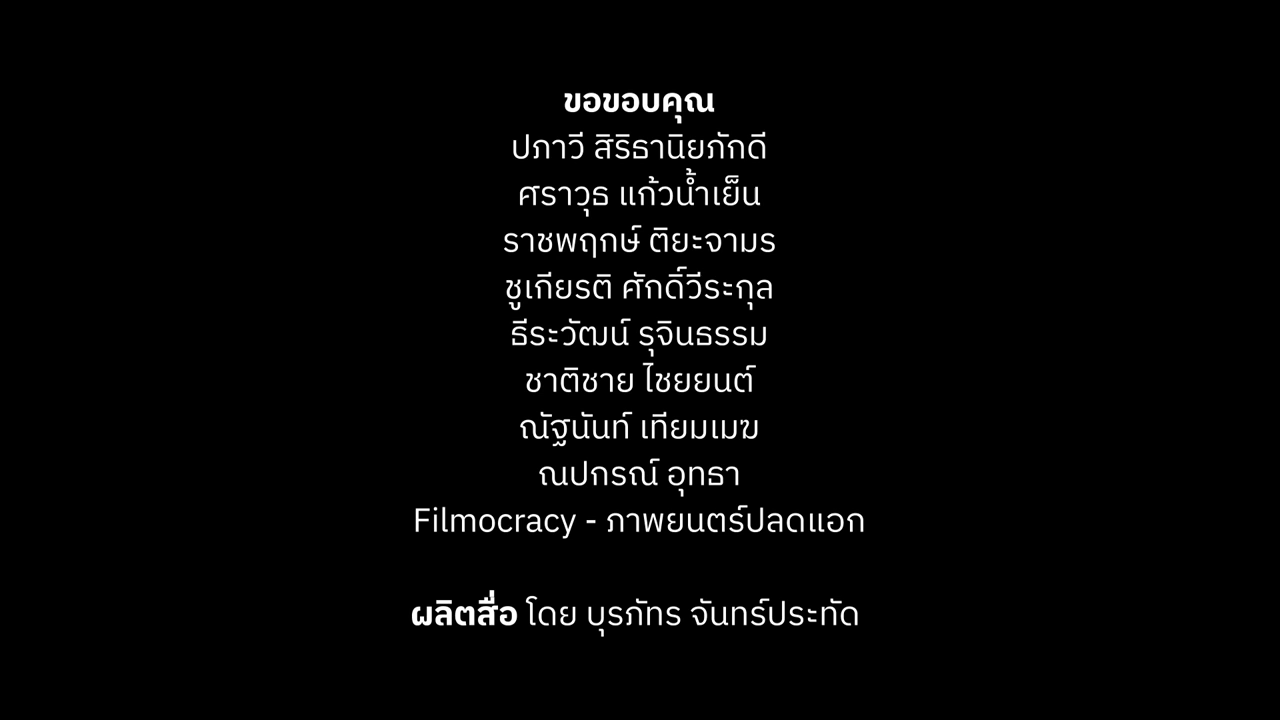 ขอขอบคุณ
ปภาวี สิริธานิยภักดี
ศราวุธ แก้วน้ำเย็น
ราชพฤกษ์ ติยะจามร
ชูเกียรติ ศักดิ์วีระกุล
ธีระวัฒน์ รุจินธรรม
ชาติชาย ไชยยนต์
ณัฐนันท์ เทียมเมฆ
ณปกรณ์ อุทธา
Filmocracy - ภาพยนตร์ปลดแอก
ผลิตสื่อ โดย บุรภัทร จันทร์ประทัด